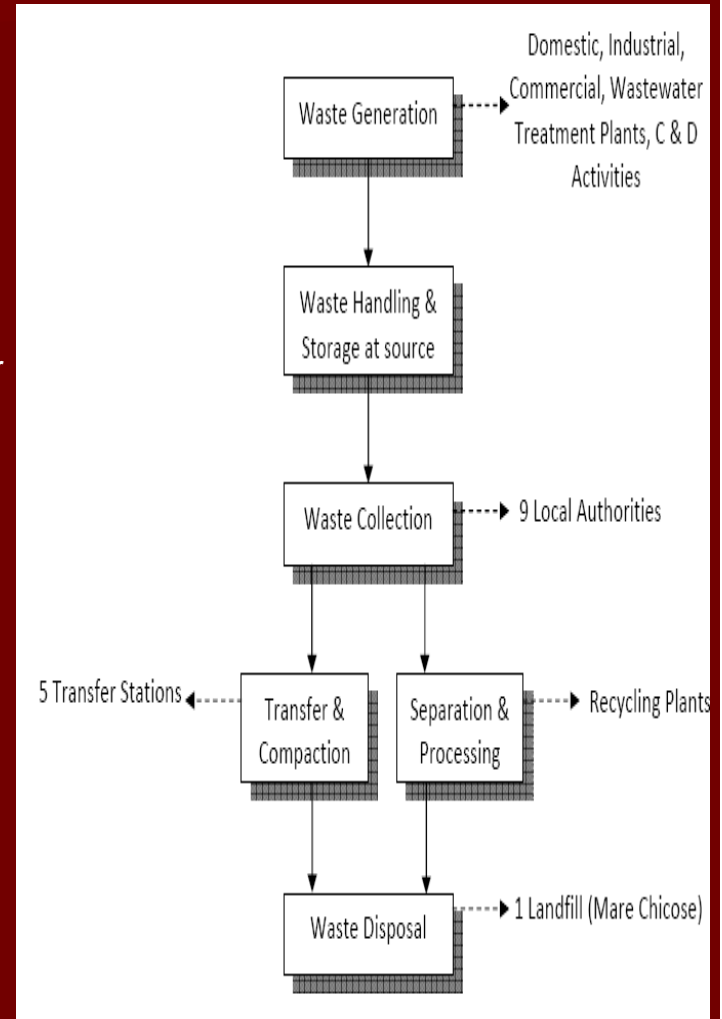 Domestic, Industrial,
Commercial, Wastewater
Treatment Plants, C & D
Activities
Waste Generation
Waste Handling &
Storage at source
Waste Collection
9 Local Authorities
5 Transfer Stations
Transfer &
Compaction
Separation &
Processing
Recycling Plants
Waste Disposal
1 Landfill (Mare Chicose)